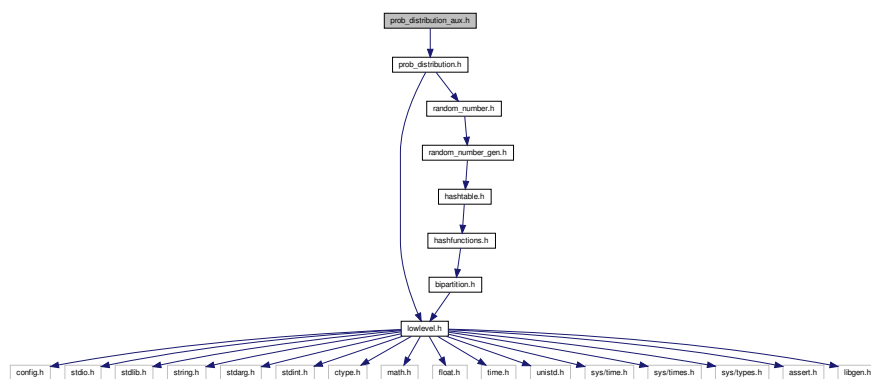 prob_distribution_aux.h
prob_distribution.h
random_number.h
random_number_gen.h
hashtable.h
hashfunctions.h
bipartition.h
lowlevel.h
config.h stdio.h stdlib.h string.h stdarg.h stdint.h ctype.h math.h float.h time.h unistd.h sys/time.h sys/times.h sys/types.h assert.h libgen.h